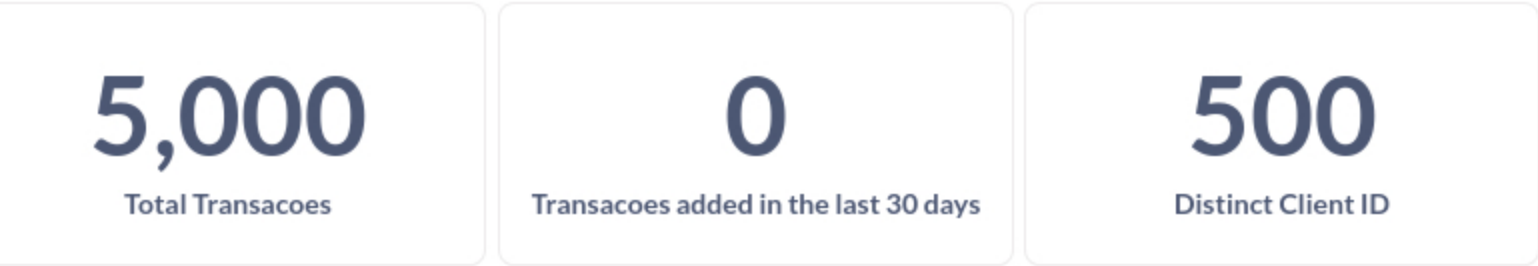 5,000
Total Transacoes
0
Transacoes added in the last 30 days
500
Distinct Client ID